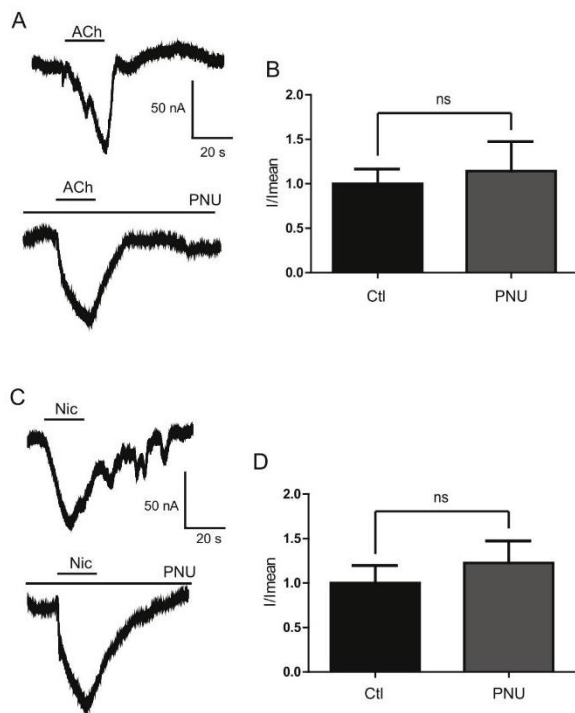 A
ACh
50 nA
20 s
ACh
PNU
B
ns
2.0
1.5
1.0
0.5
0.0
I/Imean
Ctl
PNU
C
Nic
50 nA
20 s
Nic
PNU
D
ns
2.0
1.5
1.0
0.5
0.0
I/Imean
Ctl
PNU